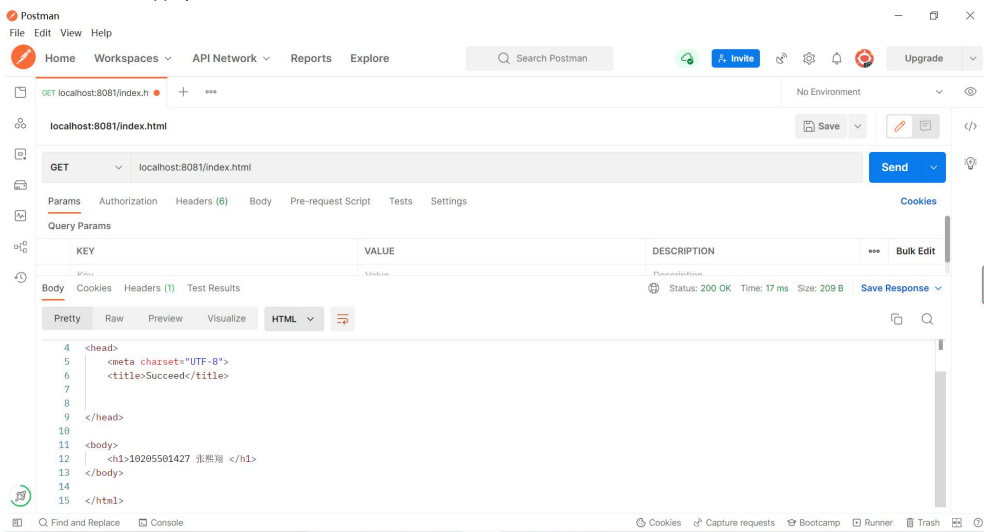 Postman
File Edit View Help
Home Workspaces API Network Reports Explore Search Postman Invite Upgrade
GET localhost:8081/index.h No Environment
localhost:8081/index.html Save
GET localhost:8081/index.html Send
Params Authorization Headers (6) Body Pre-request Script Tests Settings Cookies
Query Params
KEY VALUE DESCRIPTION Bulk Edit
Key Value Description
Body Cookies Headers (1) Test Results Status: 200 OK Time: 17 ms Size: 209 B Save Response
Pretty Raw Preview Visualize HTML
4 <head>
5 <meta charset="UTF-8">
6 <title>Succeed</title>
7
8
9 </head>
10
11 <body>
12 <h1>10205501427 张熙翔 </h1>
13 </body>
14
15 </html>
Find and Replace Console Cookies Capture requests Bootcamp Runner Trash